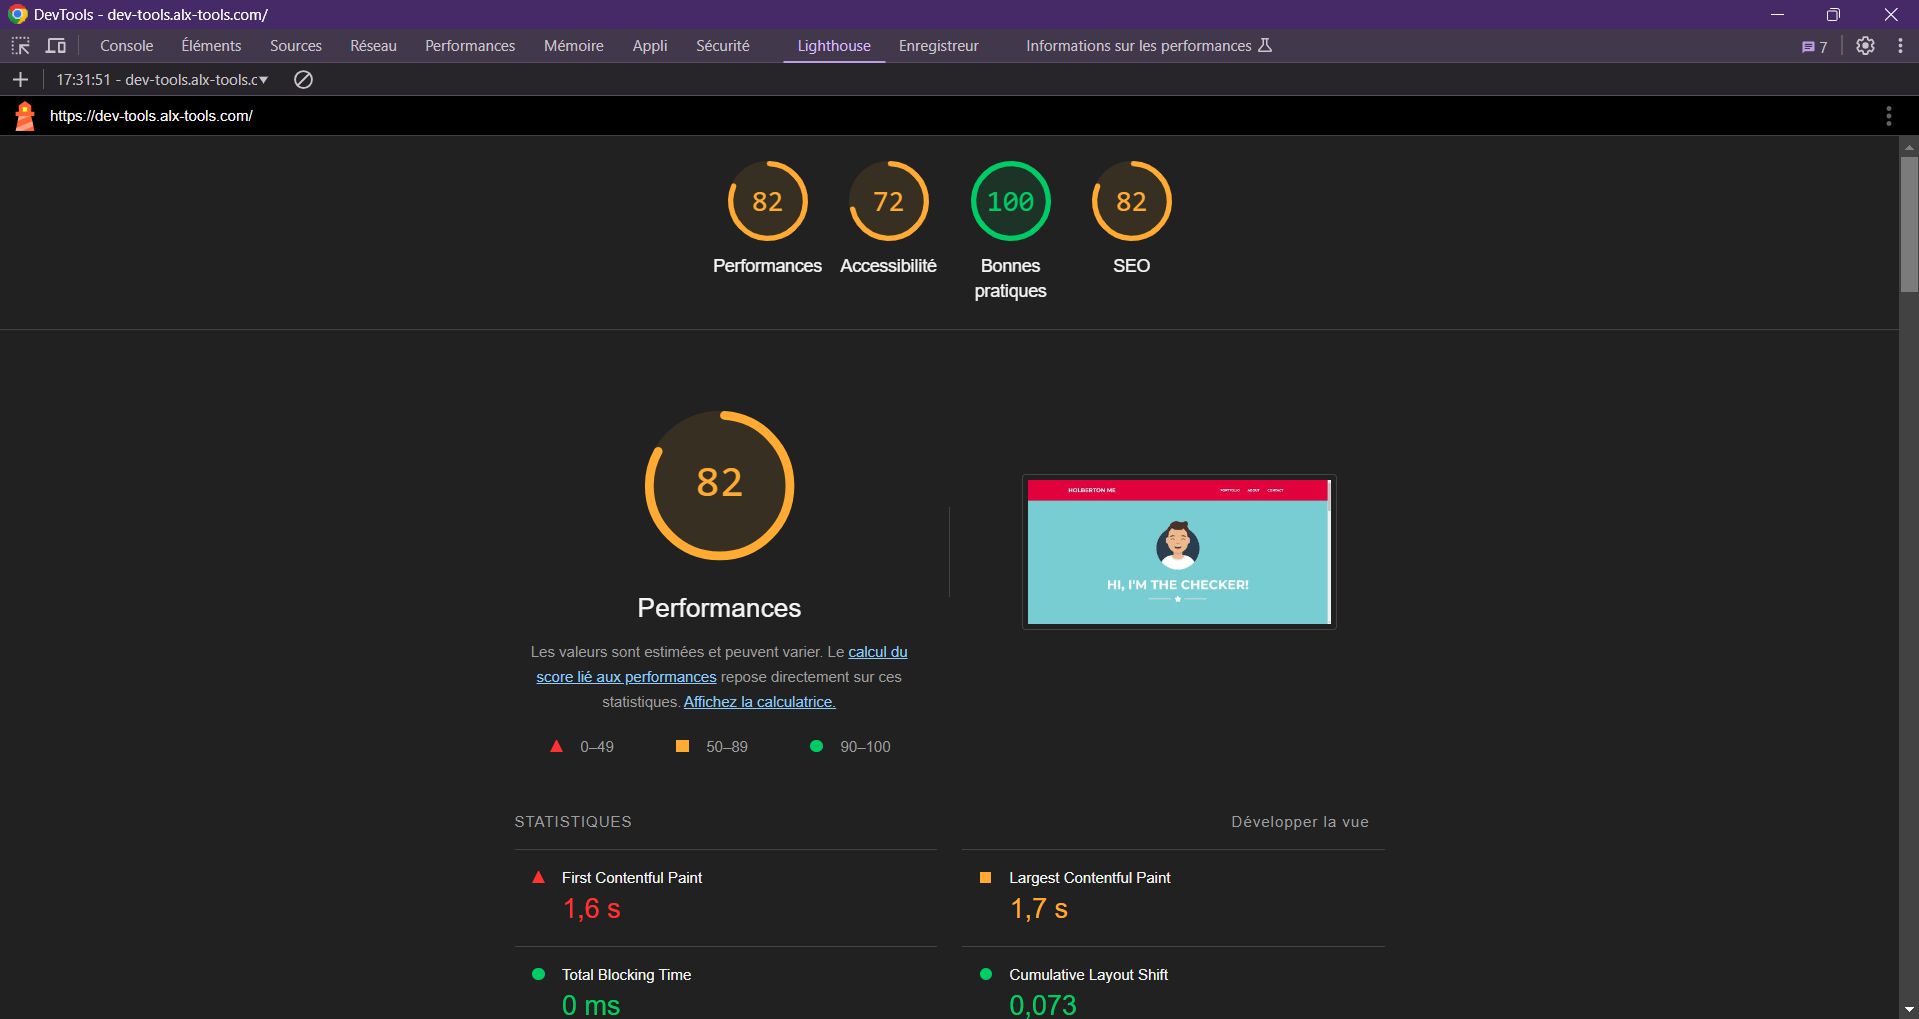 DevTools - dev-tools.alx-tools.com/
Console Éléments Sources Réseau Performances Mémoire Appli Sécurité Lighthouse Enregistreur Informations sur les performances 7
17:31:51 - dev-tools.alx-tools.c
https://dev-tools.alx-tools.com/
82 72 100 82
Performances Accessibilité Bonnes pratiques SEO
82
Performances
Les valeurs sont estimées et peuvent varier. Le calcul du
score lié aux performances repose directement sur ces
statistiques. Affichez la calculatrice.
0–49 50–89 90–100
HOLBERTON ME PORTFOLIO ABOUT CONTACT
HI, I'M THE CHECKER!
STATISTIQUES Développer la vue
First Contentful Paint
1,6 s
Largest Contentful Paint
1,7 s
Total Blocking Time
0 ms
Cumulative Layout Shift
0,073